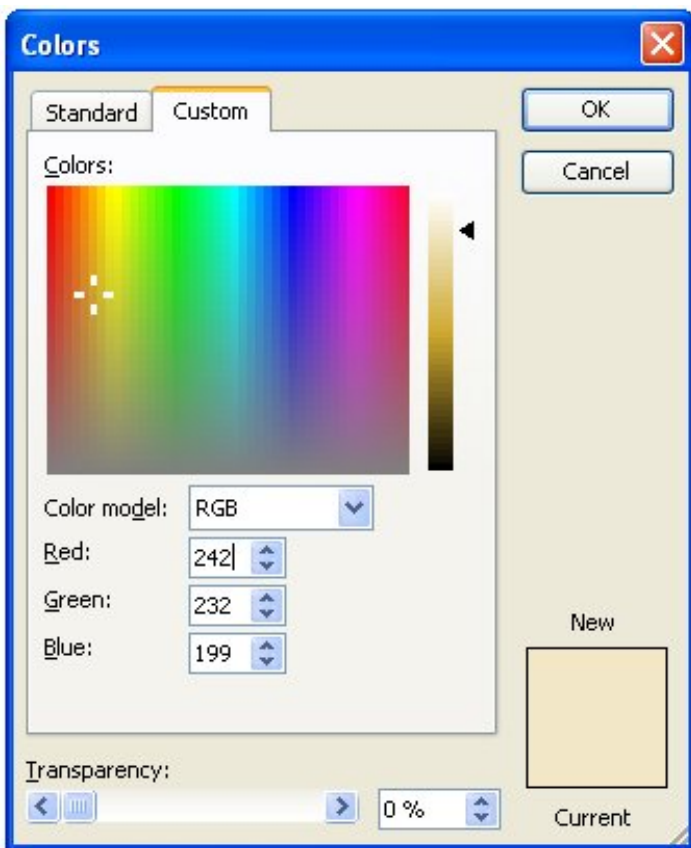 Colors
Standard Custom OK
Colors: Cancel
Color model: RGB
Red: 242
Green: 232
Blue: 199
New
Transparency:
0 %
Current